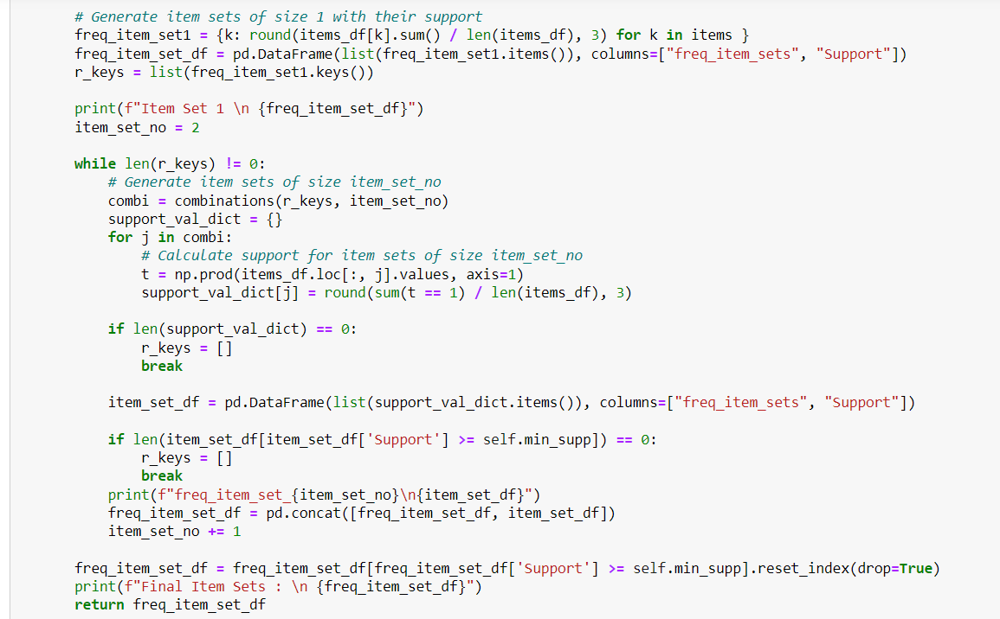 # Generate item sets of size 1 with their support
freq_item_set1 = {k: round(items_df[k].sum() / len(items_df), 3) for k in items }
freq_item_set_df = pd.DataFrame(list(freq_item_set1.items()), columns=["freq_item_sets", "Support"])
r_keys = list(freq_item_set1.keys())

print(f"Item Set 1 \n {freq_item_set_df}")
item_set_no = 2

while len(r_keys) != 0:
    # Generate item sets of size item_set_no
    combi = combinations(r_keys, item_set_no)
    support_val_dict = {}
    for j in combi:
        # Calculate support for item sets of size item_set_no
        t = np.prod(items_df.loc[:, j].values, axis=1)
        support_val_dict[j] = round(sum(t == 1) / len(items_df), 3)

    if len(support_val_dict) == 0:
        r_keys = []
        break

    item_set_df = pd.DataFrame(list(support_val_dict.items()), columns=["freq_item_sets", "Support"])

    if len(item_set_df[item_set_df['Support'] >= self.min_supp]) == 0:
        r_keys = []
        break
    print(f"freq_item_set_{item_set_no}\n{item_set_df}")
    freq_item_set_df = pd.concat([freq_item_set_df, item_set_df])
    item_set_no += 1

freq_item_set_df = freq_item_set_df[freq_item_set_df['Support'] >= self.min_supp].reset_index(drop=True)
print(f"Final Item Sets : \n {freq_item_set_df}")
return freq_item_set_df